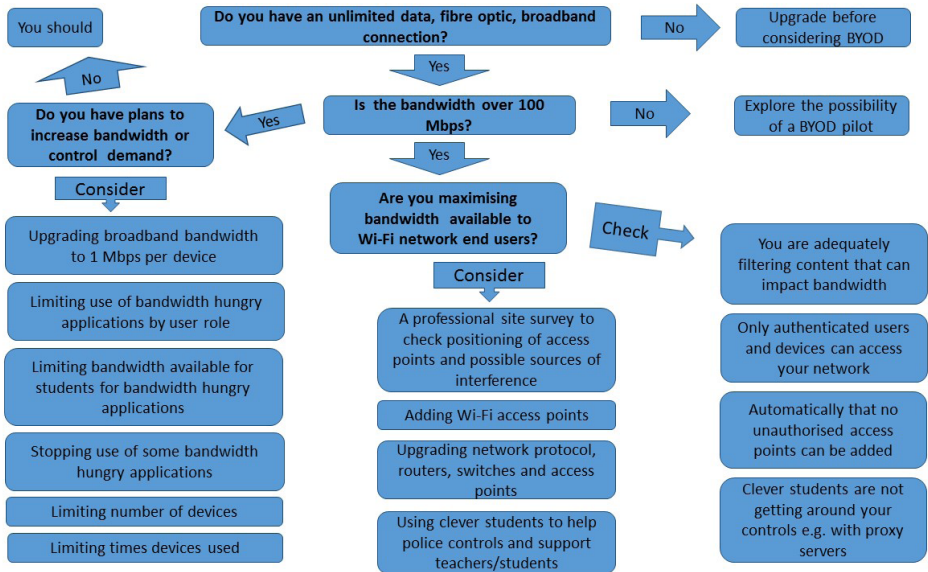 You should
Do you have an unlimited data, fibre optic, broadband
connection?
No
Upgrade before
considering BYOD
Yes
No
Do you have plans to
increase bandwidth or
control demand?
Yes
Is the bandwidth over 100
Mbps?
No
Explore the possibility
of a BYOD pilot
Yes
Consider
Upgrading broadband bandwidth
to 1 Mbps per device
Limiting use of bandwidth hungry
applications by user role
Limiting bandwidth available for
students for bandwidth hungry
applications
Stopping use of some bandwidth
hungry applications
Limiting number of devices
Limiting times devices used
Are you maximising
bandwidth available to
Wi-Fi network end users?
Consider
A professional site survey to
check positioning of access
points and possible sources of
interference
Adding Wi-Fi access points
Upgrading network protocol,
routers, switches and access
points
Using clever students to help
police controls and support
teachers/students
Check
You are adequately
filtering content that can
impact bandwidth
Only authenticated users
and devices can access
your network
Automatically that no
unauthorised access
points can be added
Clever students are not
getting around your
controls e.g. with proxy
servers